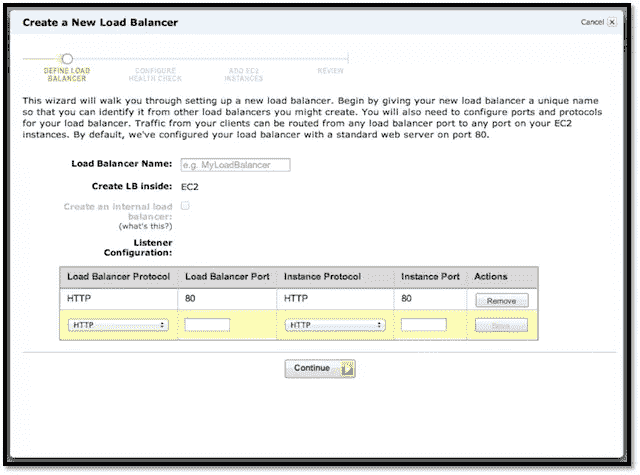 Create a New Load Balancer
Cancel
DEFINE LOAD BALANCER
CONFIGURE HEALTH CHECK
ADD EC2 INSTANCES
REVIEW
This wizard will walk you through setting up a new load balancer. Begin by giving your new load balancer a unique name
so that you can identify it from other load balancers you might create. You will also need to configure ports and protocols
for your load balancer. Traffic from your clients can be routed from any load balancer port to any port on your EC2
instances. By default, we've configured your load balancer with a standard web server on port 80.
Load Balancer Name: e.g. MyLoadBalancer
Create LB inside: EC2
Create an internal load
balancer:
(what's this?)
Listener
Configuration:
Load Balancer Protocol Load Balancer Port Instance Protocol Instance Port Actions
HTTP 80 HTTP 80 Remove
HTTP HTTP Save
Continue